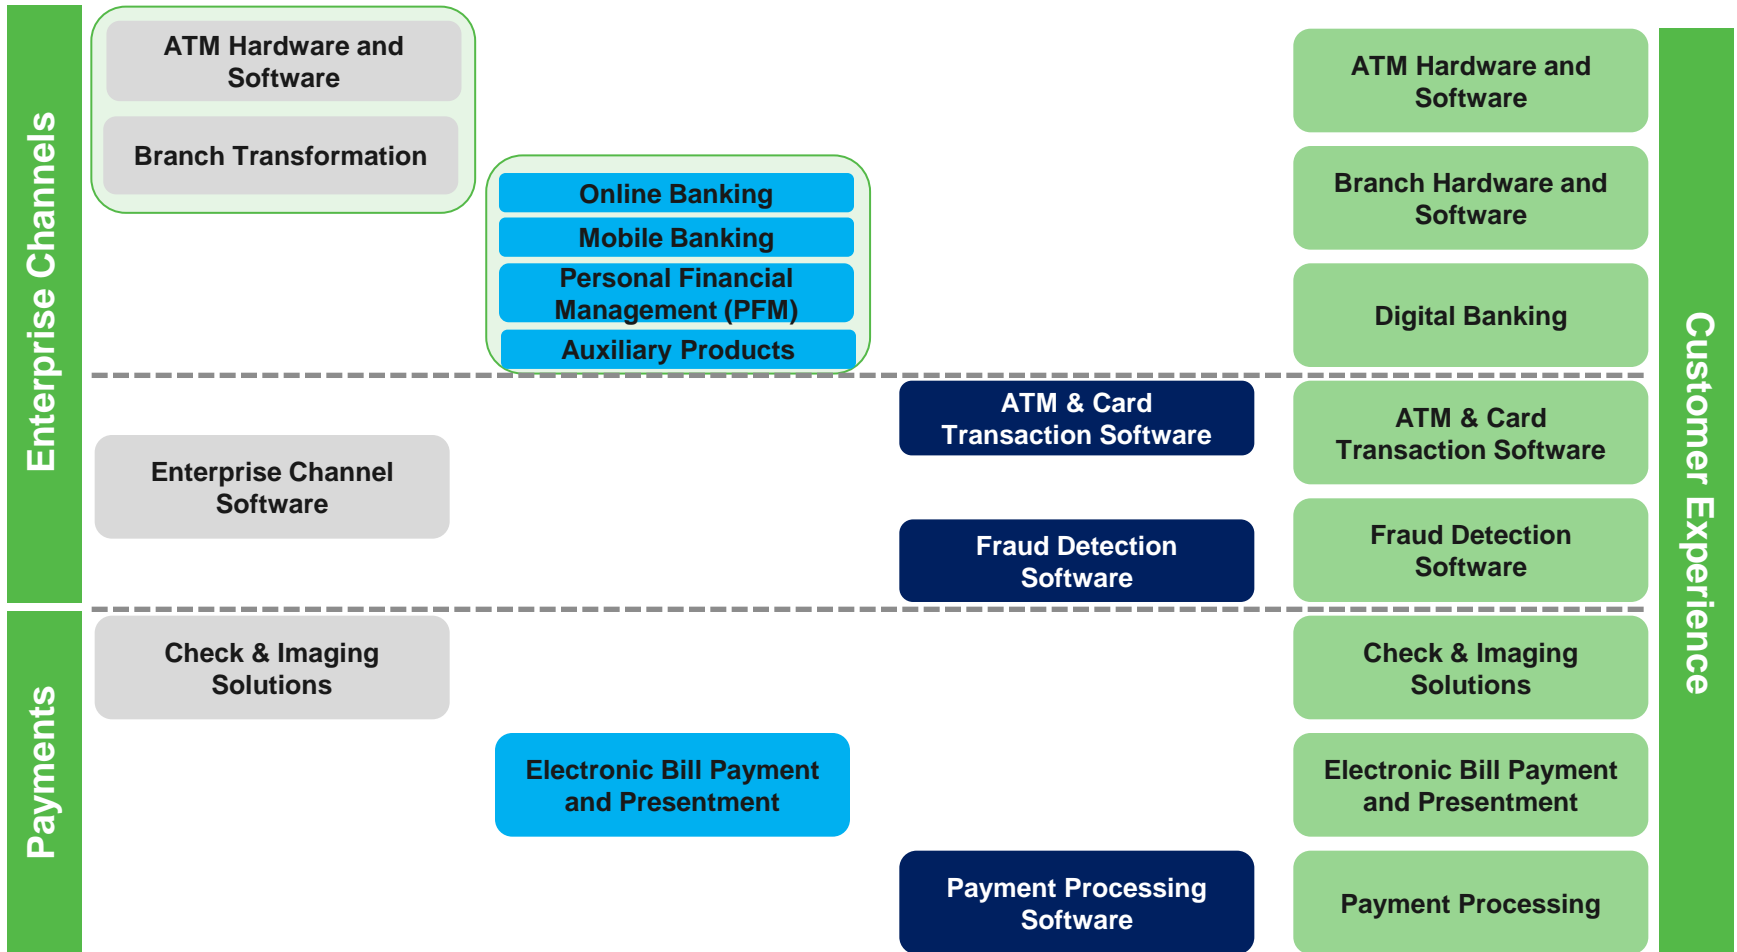 Enterprise Channels
ATM Hardware and
Software
Branch Transformation
Online Banking
Mobile Banking
Personal Financial
Management (PFM)
Auxiliary Products
ATM Hardware and
Software
Branch Hardware and
Software
Digital Banking
Enterprise Channel
Software
ATM & Card
Transaction Software
Fraud Detection
Software
ATM & Card
Transaction Software
Fraud Detection
Software
Payments
Check & Imaging
Solutions
Electronic Bill Payment
and Presentment
Payment Processing
Software
Check & Imaging
Solutions
Electronic Bill Payment
and Presentment
Payment Processing
Customer Experience